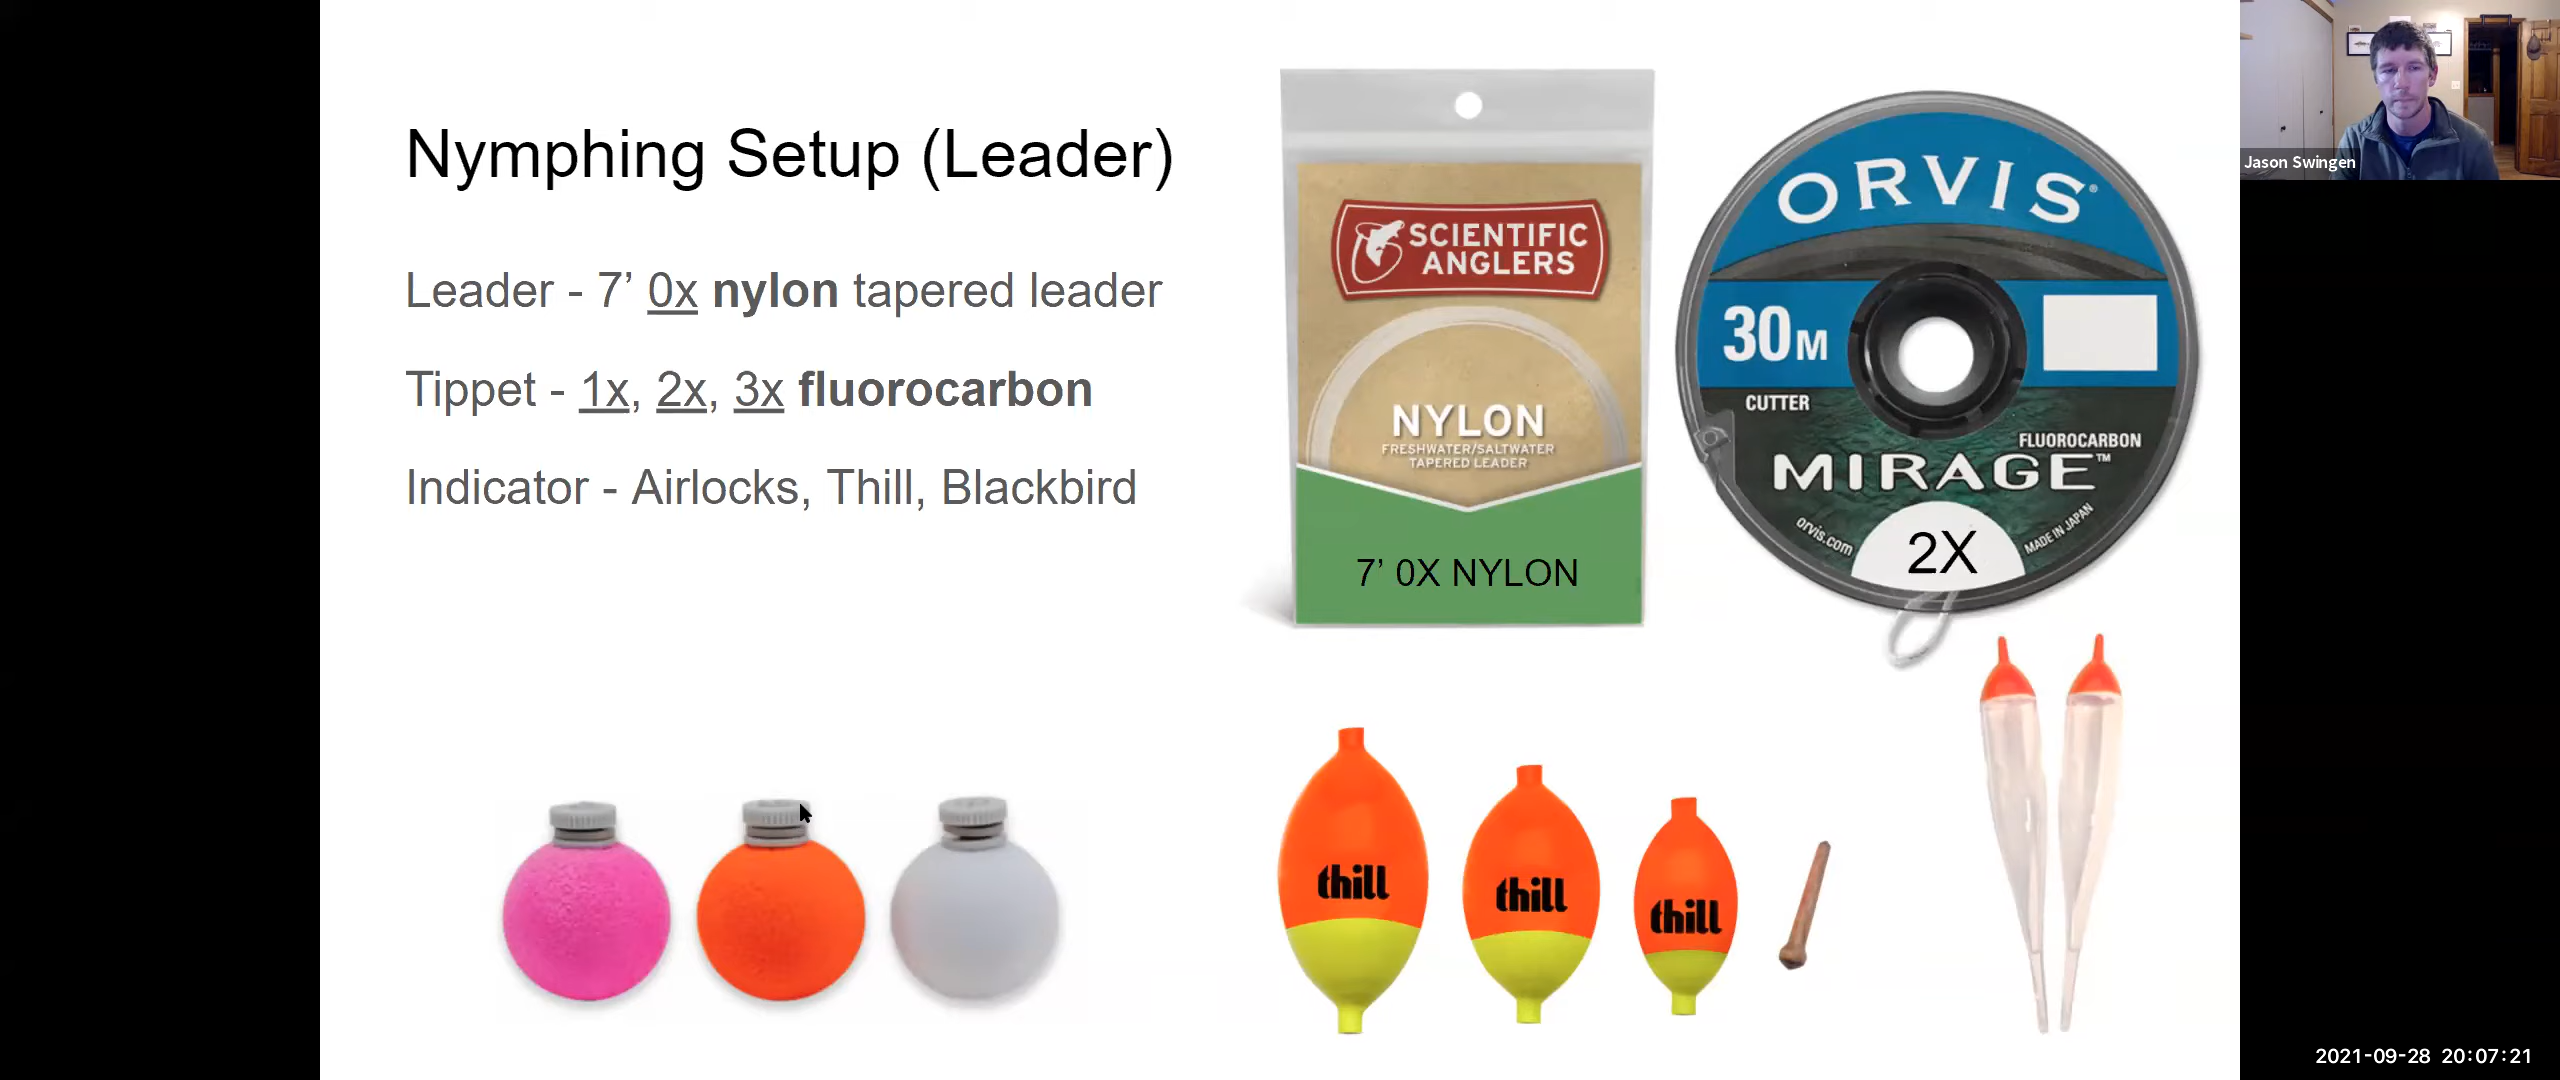 Nymphing Setup (Leader)
Leader - 7’ 0x nylon tapered leader
Tippet - 1x, 2x, 3x fluorocarbon
Indicator - Airlocks, Thill, Blackbird
SCIENTIFIC
ANGLERS
NYLON
FRESHWATER/SALTWATER
TAPERED LEADER
7’ 0X NYLON
ORVIS®
30M
CUTTER
FLUOROCARBON
MIRAGE™
orvis.com
MADE IN JAPAN
2X
thill
thill
thill
Jason Swingen
2021-09-28 20:07:21